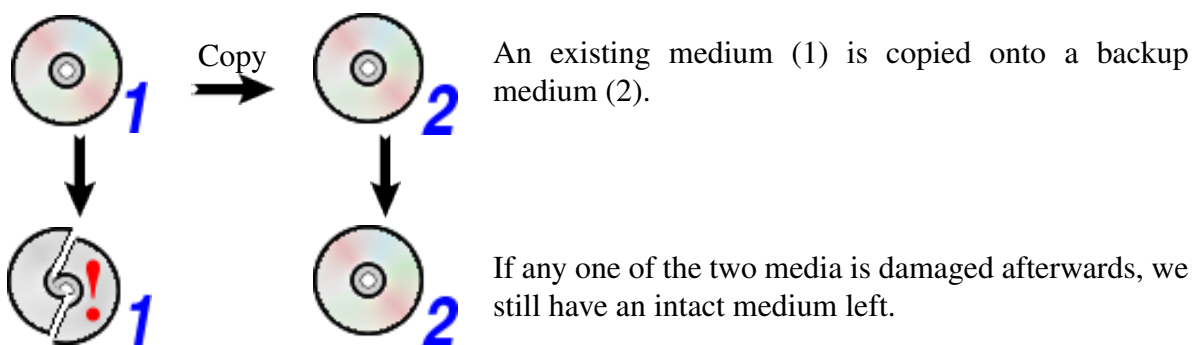 Copy
1
2
An existing medium (1) is copied onto a backup
medium (2).
!
1
2
If any one of the two media is damaged afterwards, we
still have an intact medium left.